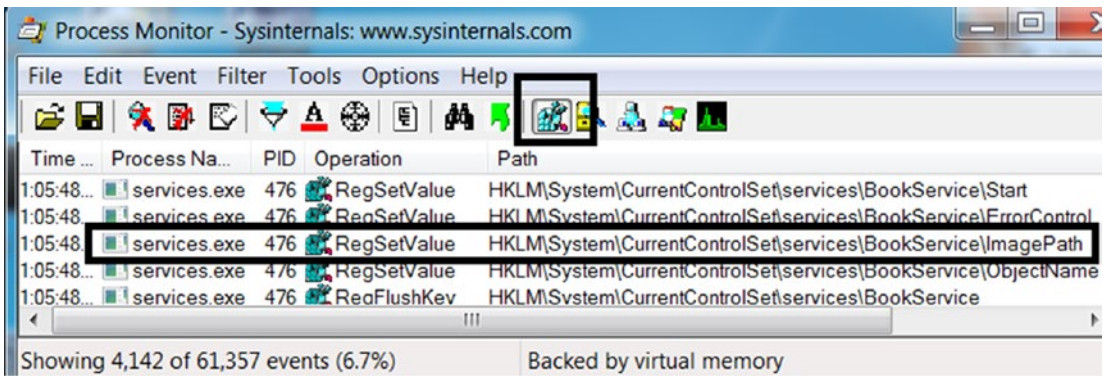 Process Monitor - Sysinternals: www.sysinternals.com
File Edit Event Filter Tools Options Help
Time ... Process Na... PID Operation Path
1:05:48... services.exe 476 RegSetValue HKLM\System\CurrentControlSet\services\BookService\Start
1:05:48... services.exe 476 RegSetValue HKLM\System\CurrentControlSet\services\BookService\ErrorControl
1:05:48. services.exe 476 RegSetValue HKLM\System\CurrentControlSet\services\BookService\ImagePath
1:05:48... services.exe 476 RegSetValue HKLM\System\CurrentControlSet\services\BookService\ObjectName
1:05:48... services.exe 476 RegFlushKey HKLM\System\CurrentControlSet\services\BookService
Showing 4,142 of 61,357 events (6.7%) Backed by virtual memory